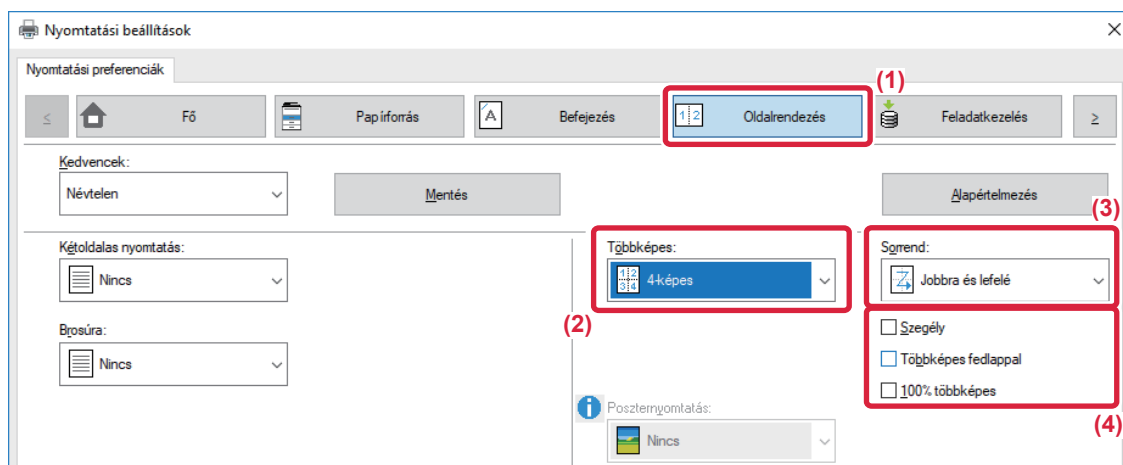 Nyomtatási beállítások
Nyomtatási preferenciák
(1)
< Fő Papírforrás Befejezés Oldalrendezés Feladatkezelés >
Kedvencek:
Névtelen Mentés Alapértelmezés
(3)
Kétoldalas nyomtatás: Többképes: Sorrend:
Nincs 4-képes Jobbra és lefelé
(2)
Brosúra: Szegély
Nincs Többképes fedlappal
100% többképes
(4)
Poszternyomtatás:
Nincs